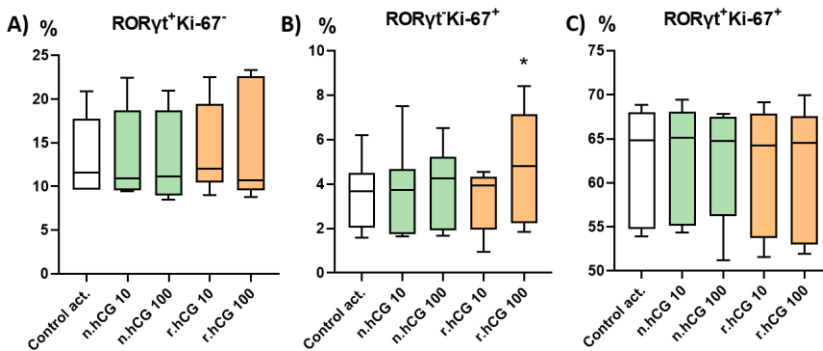 A) % RORγt⁺Ki-67⁻
25
20
15
10
5
0
Control act.
n.hCG 10
n.hCG 100
r.hCG 10
r.hCG 100
B) % RORγt⁻Ki-67⁺
10
8
6
4
2
0
*
Control act.
n.hCG 10
n.hCG 100
r.hCG 10
r.hCG 100
C) % RORγt⁺Ki-67⁺
75
70
65
60
55
50
Control act.
n.hCG 10
n.hCG 100
r.hCG 10
r.hCG 100